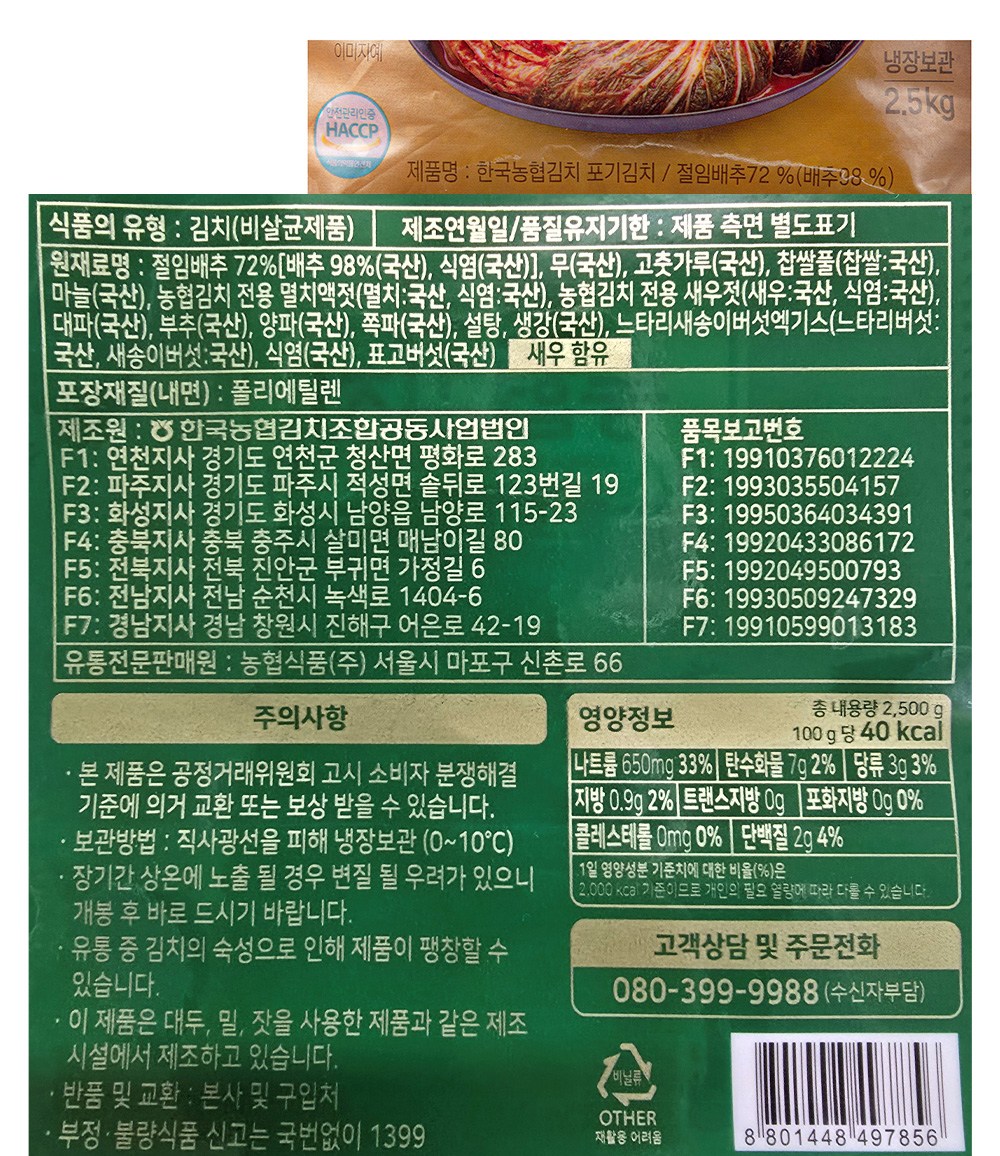 이미지예
냉장보관
2.5kg
안전관리인증
HACCP
제품명 : 한국농협김치 포기김치 / 절임배추72 %(배추98 %)
식품의 유형 : 김치(비살균제품) 제조연월일/품질유지기한 : 제품 측면 별도표기
원재료명 : 절임배추 72%[배추 98%(국산), 식염(국산)], 무(국산), 고춧가루(국산), 찹쌀풀(찹쌀:국산),
마늘(국산), 농협김치 전용 멸치액젓(멸치:국산, 식염:국산), 농협김치 전용 새우젓(새우:국산, 식염:국산),
대파(국산), 부추(국산), 양파(국산), 쪽파(국산), 설탕, 생강(국산), 느타리새송이버섯엑기스(느타리버섯:
국산, 새송이버섯:국산), 식염(국산), 표고버섯(국산) 새우 함유
포장재질(내면) : 폴리에틸렌
제조원 : 한국농협김치조합공동사업법인
F1: 연천지사 경기도 연천군 청산면 평화로 283
F2: 파주지사 경기도 파주시 적성면 솥뒤로 123번길 19
F3: 화성지사 경기도 화성시 남양읍 남양로 115-23
F4: 충북지사 충북 충주시 살미면 매남이길 80
F5: 전북지사 전북 진안군 부귀면 가정길 6
F6: 전남지사 전남 순천시 녹색로 1404-6
F7: 경남지사 경남 창원시 진해구 어은로 42-19
품목보고번호
F1: 19910376012224
F2: 1993035504157
F3: 19950364034391
F4: 19920433086172
F5: 1992049500793
F6: 19930509247329
F7: 19910599013183
유통전문판매원 : 농협식품(주) 서울시 마포구 신촌로 66
주의사항
· 본 제품은 공정거래위원회 고시 소비자 분쟁해결
기준에 의거 교환 또는 보상 받을 수 있습니다.
· 보관방법 : 직사광선을 피해 냉장보관 (0~10℃)
· 장기간 상온에 노출 될 경우 변질 될 우려가 있으니
개봉 후 바로 드시기 바랍니다.
· 유통 중 김치의 숙성으로 인해 제품이 팽창할 수
있습니다.
· 이 제품은 대두, 밀, 잣을 사용한 제품과 같은 제조
시설에서 제조하고 있습니다.
· 반품 및 교환 : 본사 및 구입처
· 부정·불량식품 신고는 국번없이 1399
영양정보
총 내용량 2,500 g
100 g 당 40 kcal
나트륨 650mg 33% 탄수화물 7g 2% 당류 3g 3%
지방 0.9g 2% 트랜스지방 0g 포화지방 0g 0%
콜레스테롤 0mg 0% 단백질 2g 4%
1일 영양성분 기준치에 대한 비율(%)은
2,000 kcal 기준이므로 개인의 필요 열량에 따라 다를 수 있습니다.
고객상담 및 주문전화
080-399-9988 (수신자부담)
비닐류
OTHER
재활용 어려움
8 801448 497856